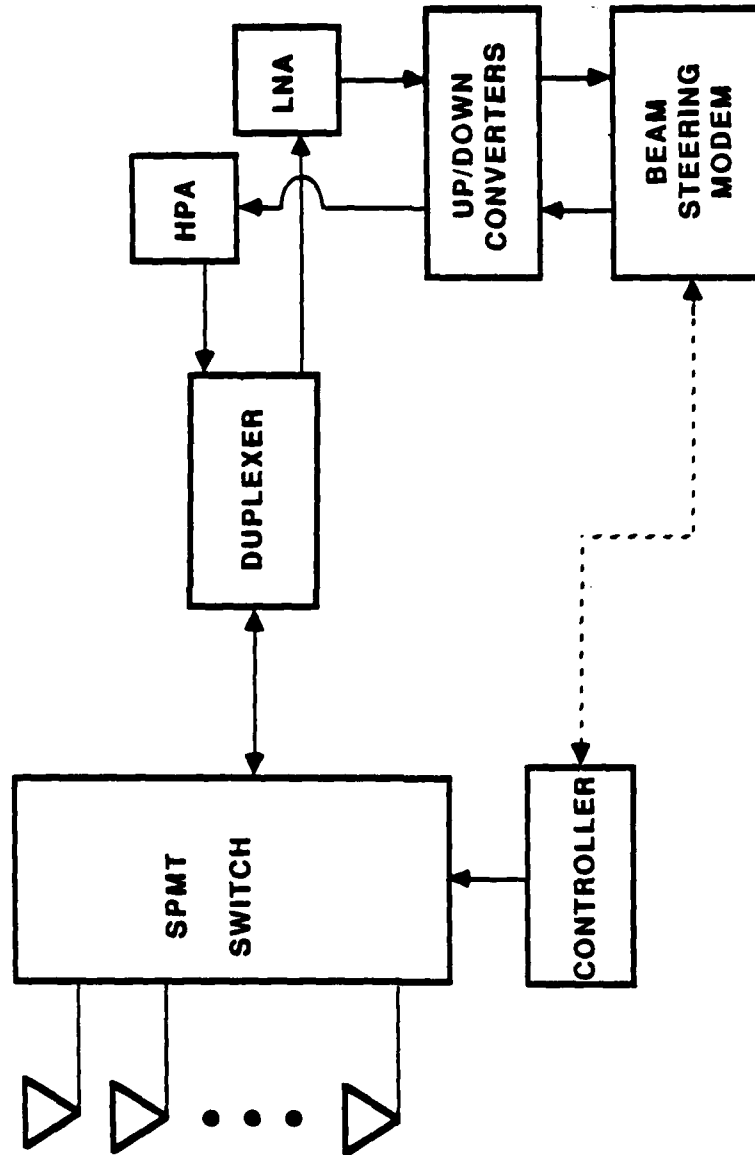 SPMT
SWITCH
CONTROLLER
DUPLEXER
HPA
LNA
UP/DOWN
CONVERTERS
BEAM
STEERING
MODEM